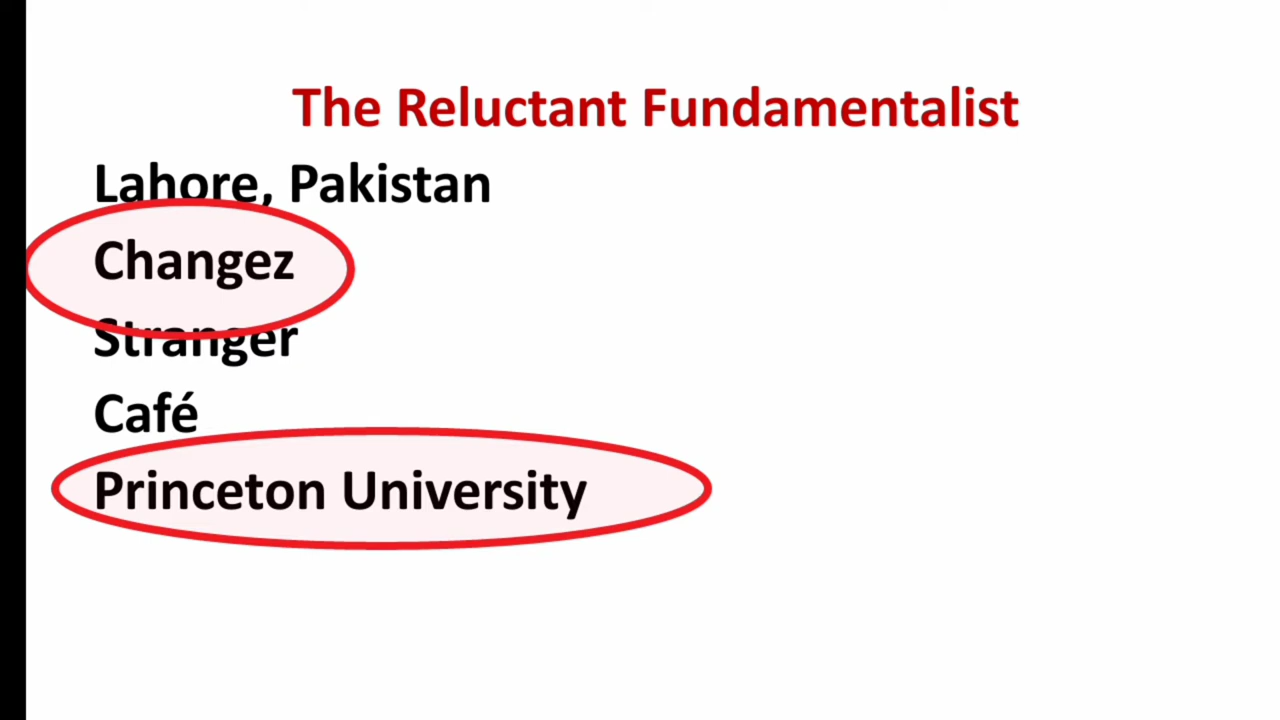 The Reluctant Fundamentalist
Lahore, Pakistan
Changez
Stranger
Café
Princeton University